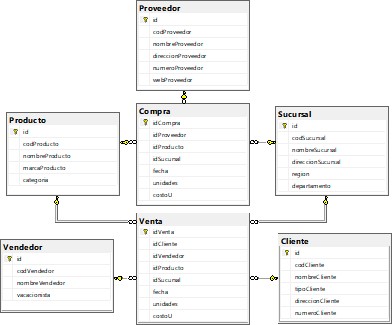 Proveedor
id
codProveedor
nombreProveedor
direccionProveedor
numeroProveedor
webProveedor
Producto
id
codProducto
nombreProducto
marcaProducto
categoria
Compra
idCompra
idProveedor
idProducto
idSucursal
fecha
unidades
costoU
Sucursal
id
codSucursal
nombreSucursal
direccionSucursal
region
departamento
Vendedor
id
codVendedor
nombreVendedor
vacacionista
Venta
idVenta
idCliente
idVendedor
idProducto
idSucursal
fecha
unidades
costoU
Cliente
id
codCliente
nombreCliente
tipoCliente
direccionCliente
numeroCliente